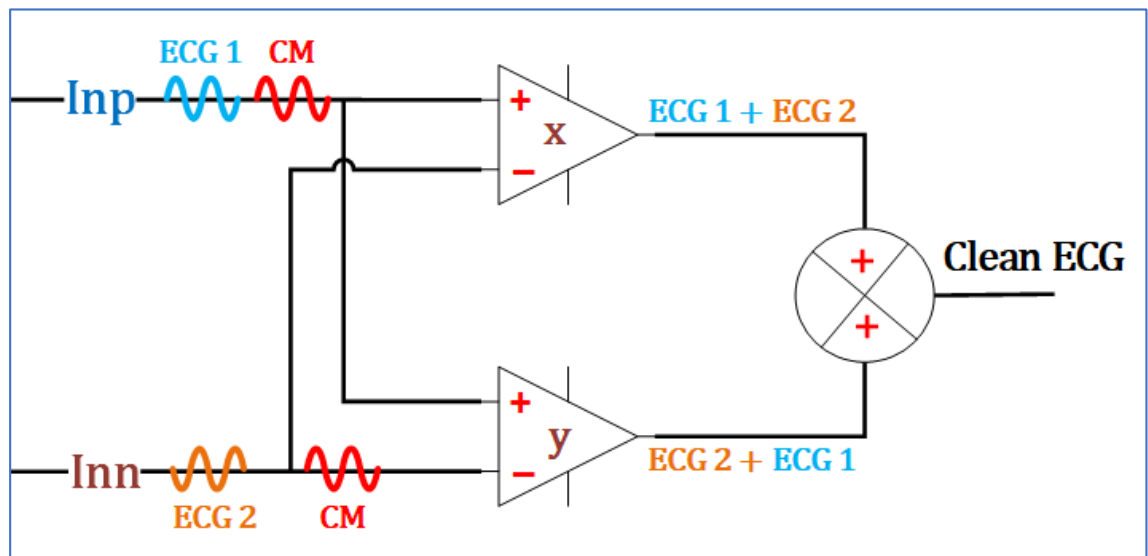 ECG 1 CM
Inp
+
x
−
ECG 1 + ECG 2
+
+
Clean ECG
+
y
−
ECG 2 + ECG 1
Inn
ECG 2 CM